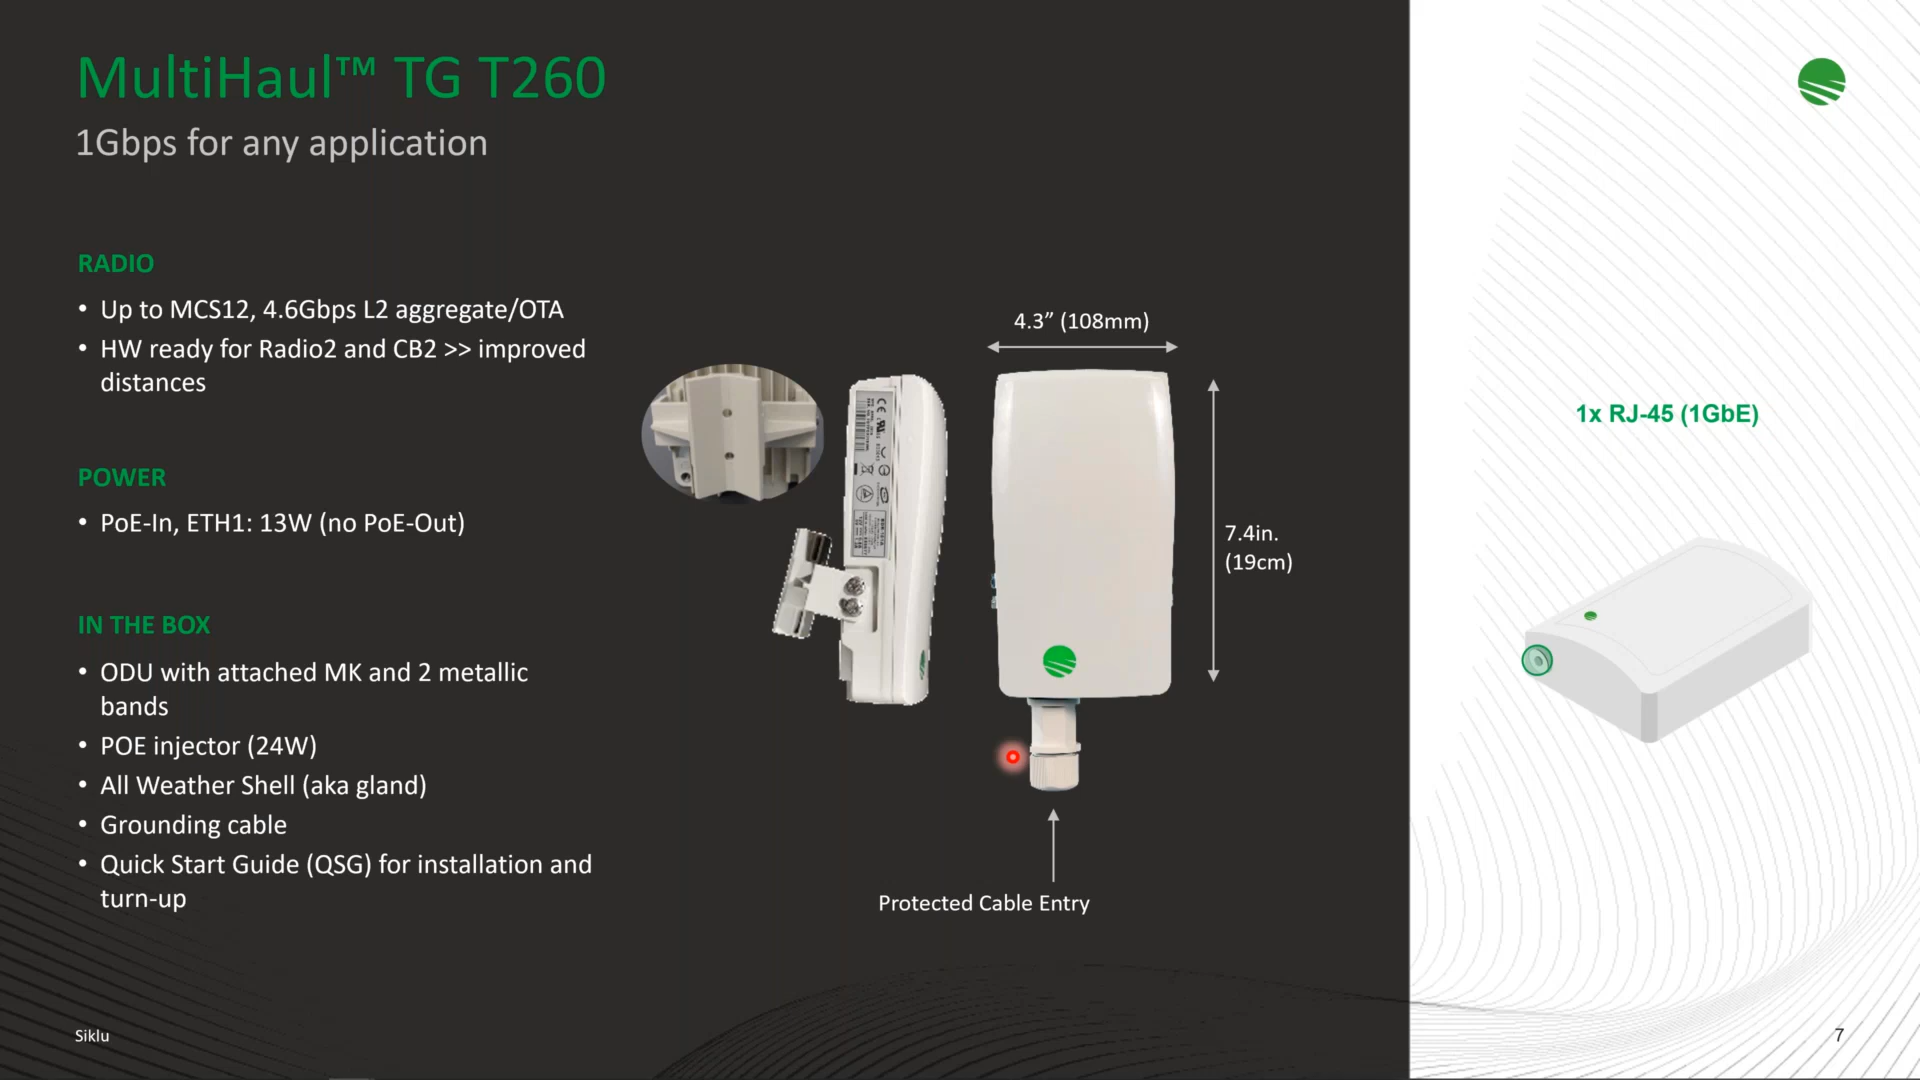 MultiHaul™ TG T260
1Gbps for any application
RADIO
• Up to MCS12, 4.6Gbps L2 aggregate/OTA
• HW ready for Radio2 and CB2 >> improved
distances
POWER
• PoE-In, ETH1: 13W (no PoE-Out)
IN THE BOX
• ODU with attached MK and 2 metallic
bands
• POE injector (24W)
• All Weather Shell (aka gland)
• Grounding cable
• Quick Start Guide (QSG) for installation and
turn-up
4.3” (108mm)
7.4in.
(19cm)
Protected Cable Entry
1x RJ-45 (1GbE)
Siklu
7